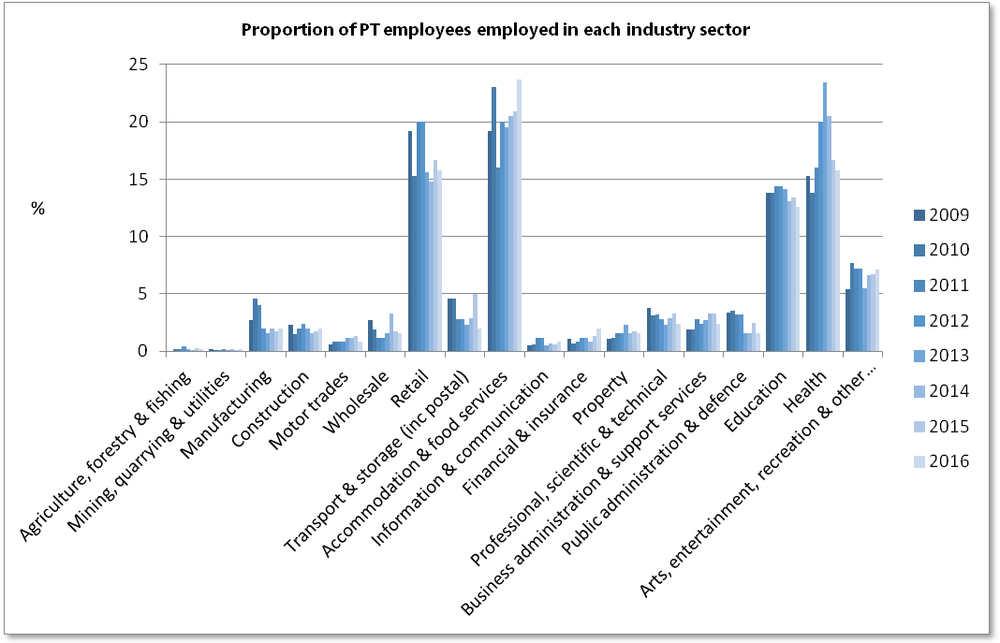 Proportion of PT employees employed in each industry sector
25
20
15
10
5
0
%
Agriculture, forestry & fishing
Mining, quarrying & utilities
Manufacturing
Construction
Motor trades
Wholesale
Retail
Transport & storage (inc postal)
Accommodation & food services
Information & communication
Financial & insurance
Property
Professional, scientific & technical
Business administration & support services
Public administration & defence
Education
Health
Arts, entertainment, recreation & other...
2009
2010
2011
2012
2013
2014
2015
2016